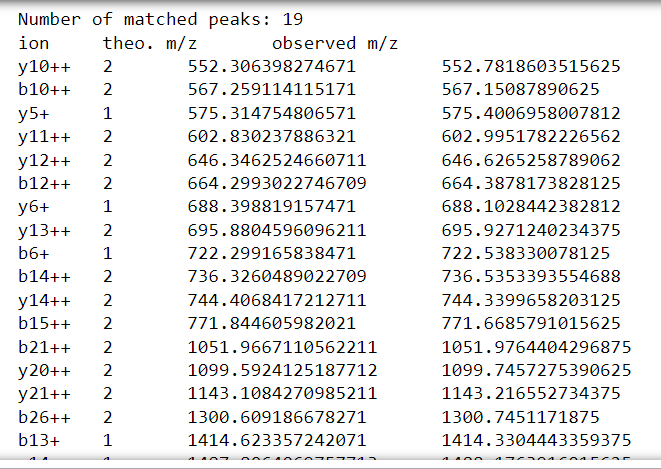 Number of matched peaks: 19
ion theo. m/z observed m/z
y10++ 2 552.306398274671 552.7818603515625
b10++ 2 567.259114115171 567.15087890625
y5+ 1 575.314754806571 575.4006958007812
y11++ 2 602.830237886321 602.9951782226562
y12++ 2 646.3462524660711 646.6265258789062
b12++ 2 664.2993022746709 664.3878173828125
y6+ 1 688.398819157471 688.1028442382812
y13++ 2 695.8804596096211 695.9271240234375
b6+ 1 722.299165838471 722.538330078125
b14++ 2 736.3260489022709 736.5353393554688
y14++ 2 744.4068417212711 744.3399658203125
b15++ 2 771.844605982021 771.6685791015625
b21++ 2 1051.9667110562211 1051.9764404296875
y20++ 2 1099.5924125187712 1099.7457275390625
y21++ 2 1143.1084270985211 1143.216552734375
b26++ 2 1300.609186678271 1300.7451171875
b13+ 1 1414.623357242071 1414.3304443359375